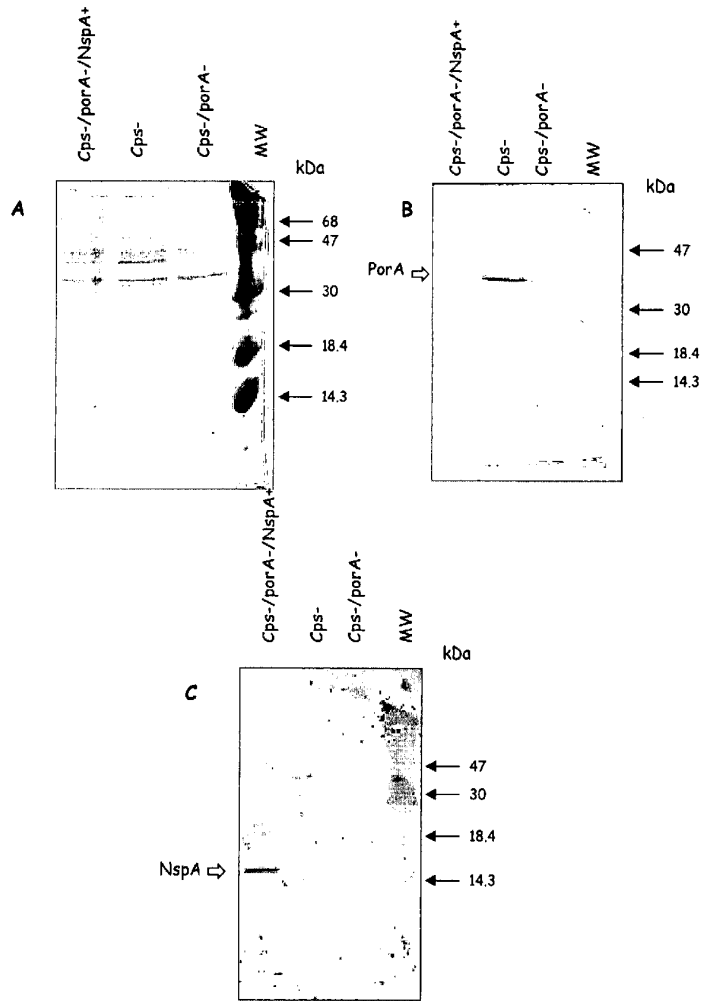 Cps-/porA-/NspA+
Cps-
Cps-/porA-
MW
kDa
A
68
47
30
18.4
14.3
Cps-/porA-/NspA+
Cps-
Cps-/porA-
MW
kDa
B
PorA
47
30
18.4
14.3
Cps-/porA-/NspA+
Cps-
Cps-/porA-
MW
kDa
C
47
30
18.4
NspA
14.3